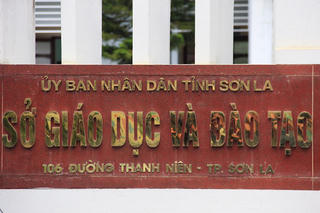 ỦY BAN NHÂN DÂN TỈNH SƠN LA
SỞ GIÁO DỤC VÀ ĐÀO TẠO
106 ĐƯỜNG THANH NIÊN - TP. SƠN LA